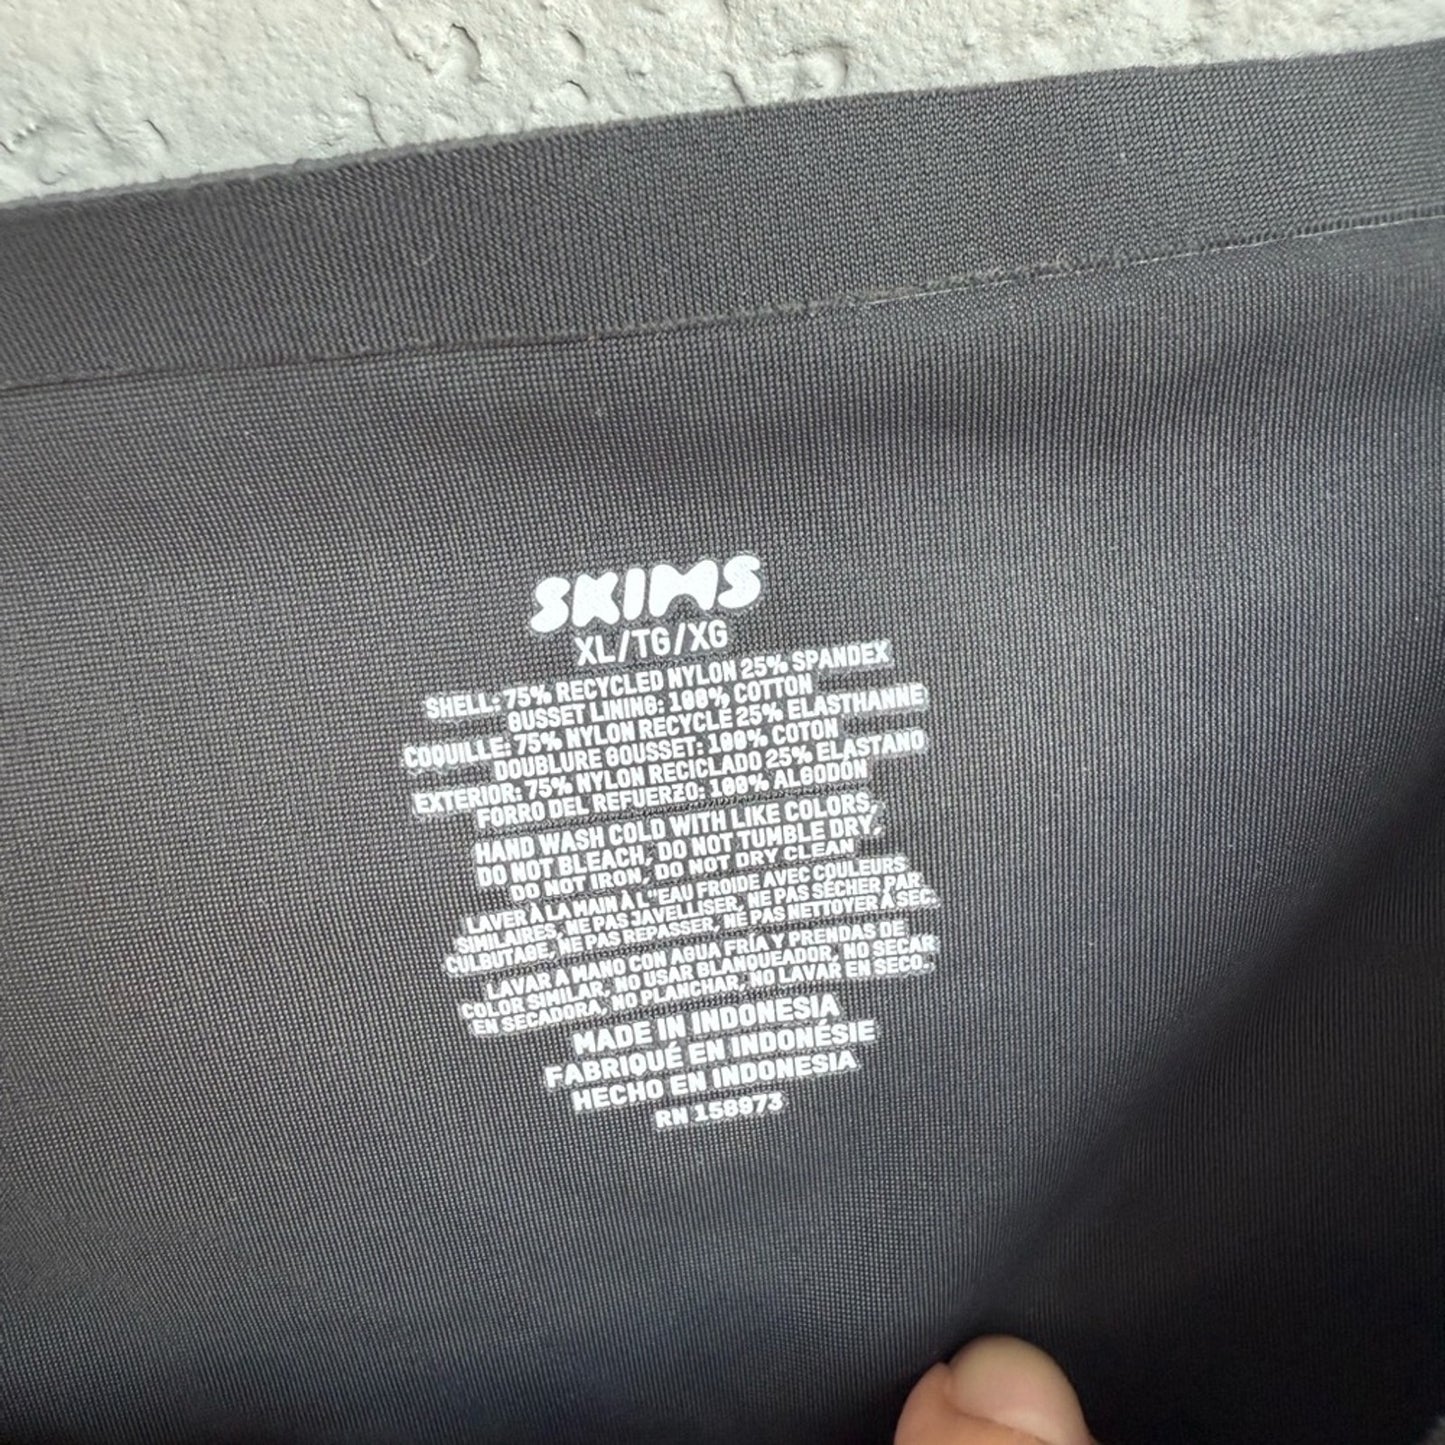 SKIMS
XL/TG/XG
SHELL: 75% RECYCLED NYLON 25% SPANDEX
GUSSET LINING: 100% COTTON
COQUILLE: 75% NYLON RECYCLÉ 25% ELASTHANNE
DOUBLURE GOUSSET: 100% COTON
EXTERIOR: 75% NYLON RECICLADO 25% ELASTANO
FORRO DEL REFUERZO: 100% ALGODÓN
HAND WASH COLD WITH LIKE COLORS,
DO NOT BLEACH, DO NOT TUMBLE DRY,
DO NOT IRON, DO NOT DRY CLEAN
LAVER À LA MAIN À L'EAU FROIDE AVEC COULEURS
SIMILAIRES, NE PAS JAVELLISER, NE PAS SÉCHER PAR
CULBUTAGE, NE PAS REPASSER, NE PAS NETTOYER À SEC
LAVAR A MANO CON AGUA FRÍA Y PRENDAS DE
COLOR SIMILAR, NO USAR BLANQUEADOR, NO SECAR
EN SECADORA, NO PLANCHAR, NO LAVAR EN SECO.
MADE IN INDONESIA
FABRIQUÉ EN INDONÉSIE
HECHO EN INDONESIA
RN